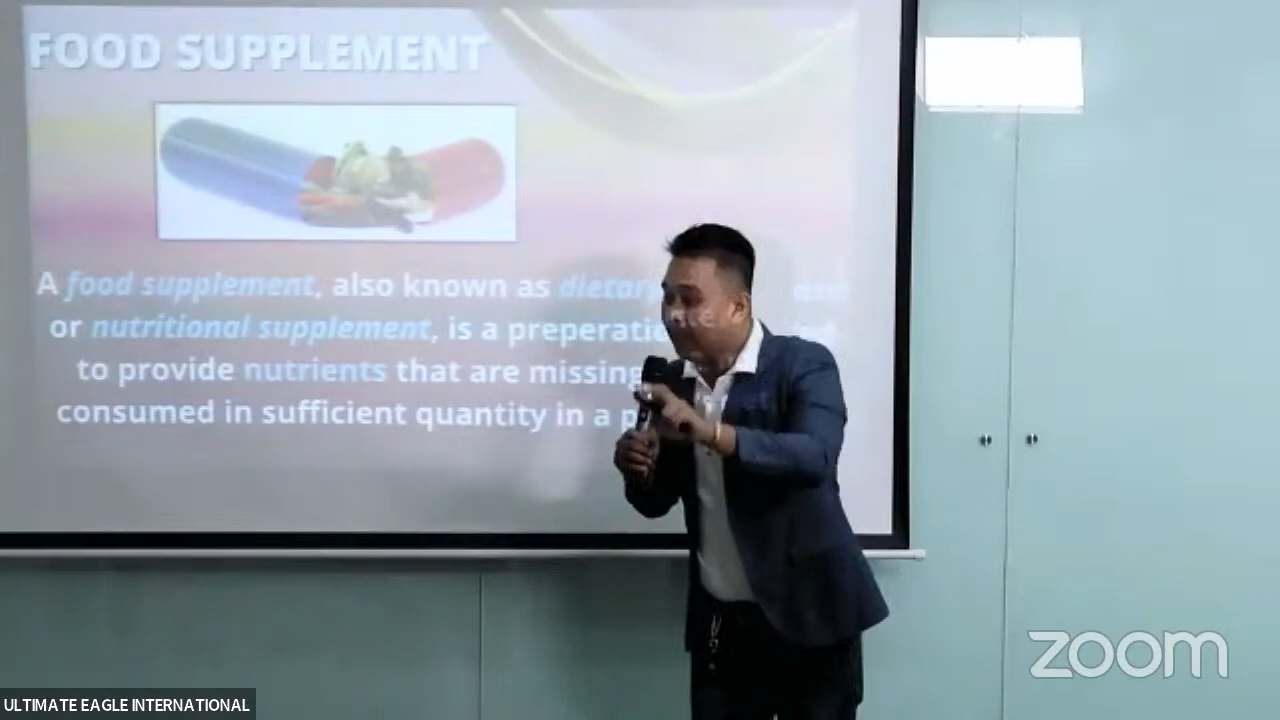 FOOD SUPPLEMENT
A food supplement, also known as dietary
or nutritional supplement, is a
to provide nutrients that are missing
consumed in sufficient quantity in a
zoom
ULTIMATE EAGLE INTERNATIONAL